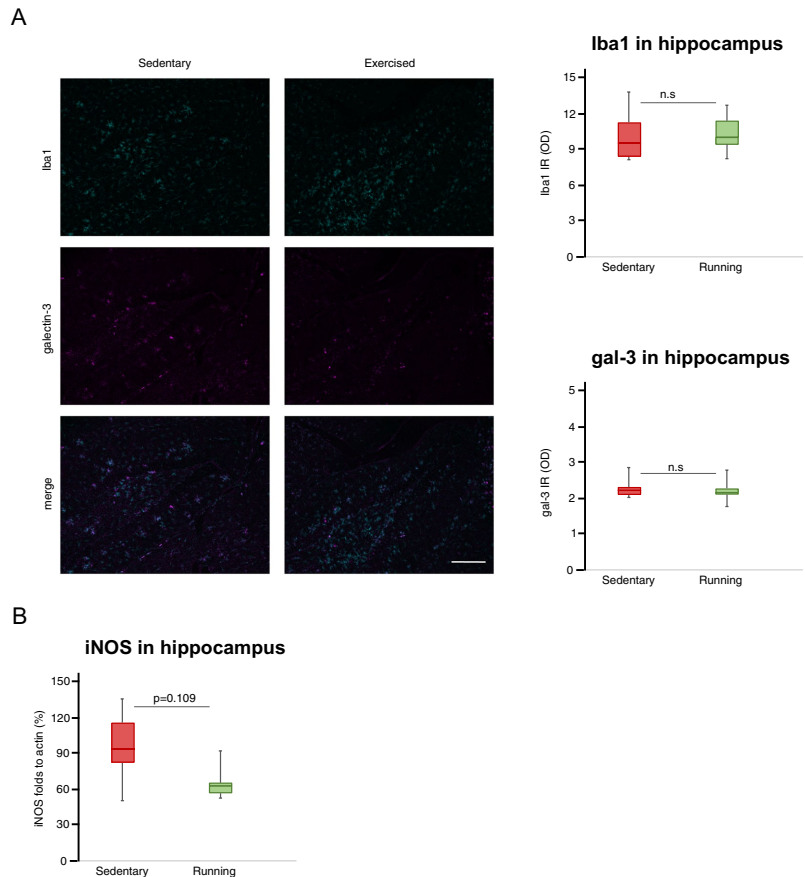 A
Sedentary
Exercised
Iba1
galectin-3
merge
Iba1 in hippocampus
15
12
9
6
3
0
Iba1 IR (OD)
n.s
Sedentary
Running
gal-3 in hippocampus
5
4
3
2
1
0
gal-3 IR (OD)
n.s
Sedentary
Running
B
iNOS in hippocampus
150
120
90
60
30
0
iNOS folds to actin (%)
p=0.109
Sedentary
Running